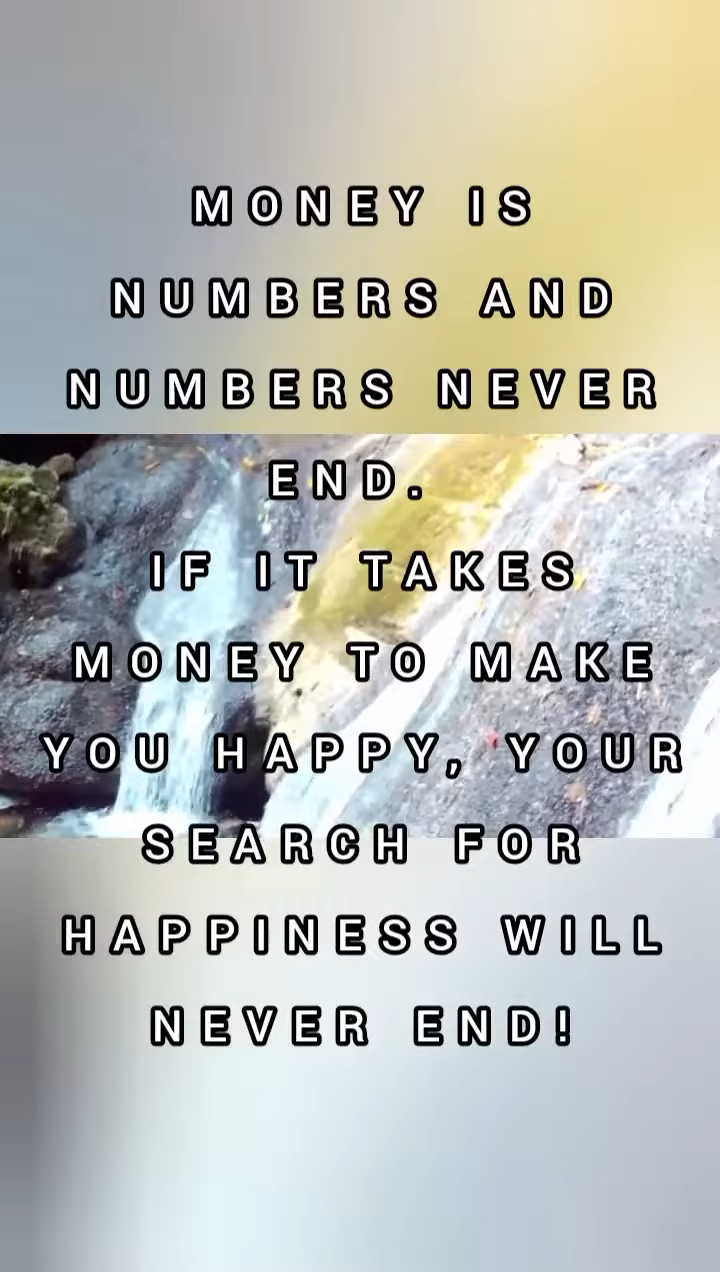 MONEY IS
NUMBERS AND
NUMBERS NEVER
END.
IF IT TAKES
MONEY TO MAKE
YOU HAPPY, YOUR
SEARCH FOR
HAPPINESS WILL
NEVER END!